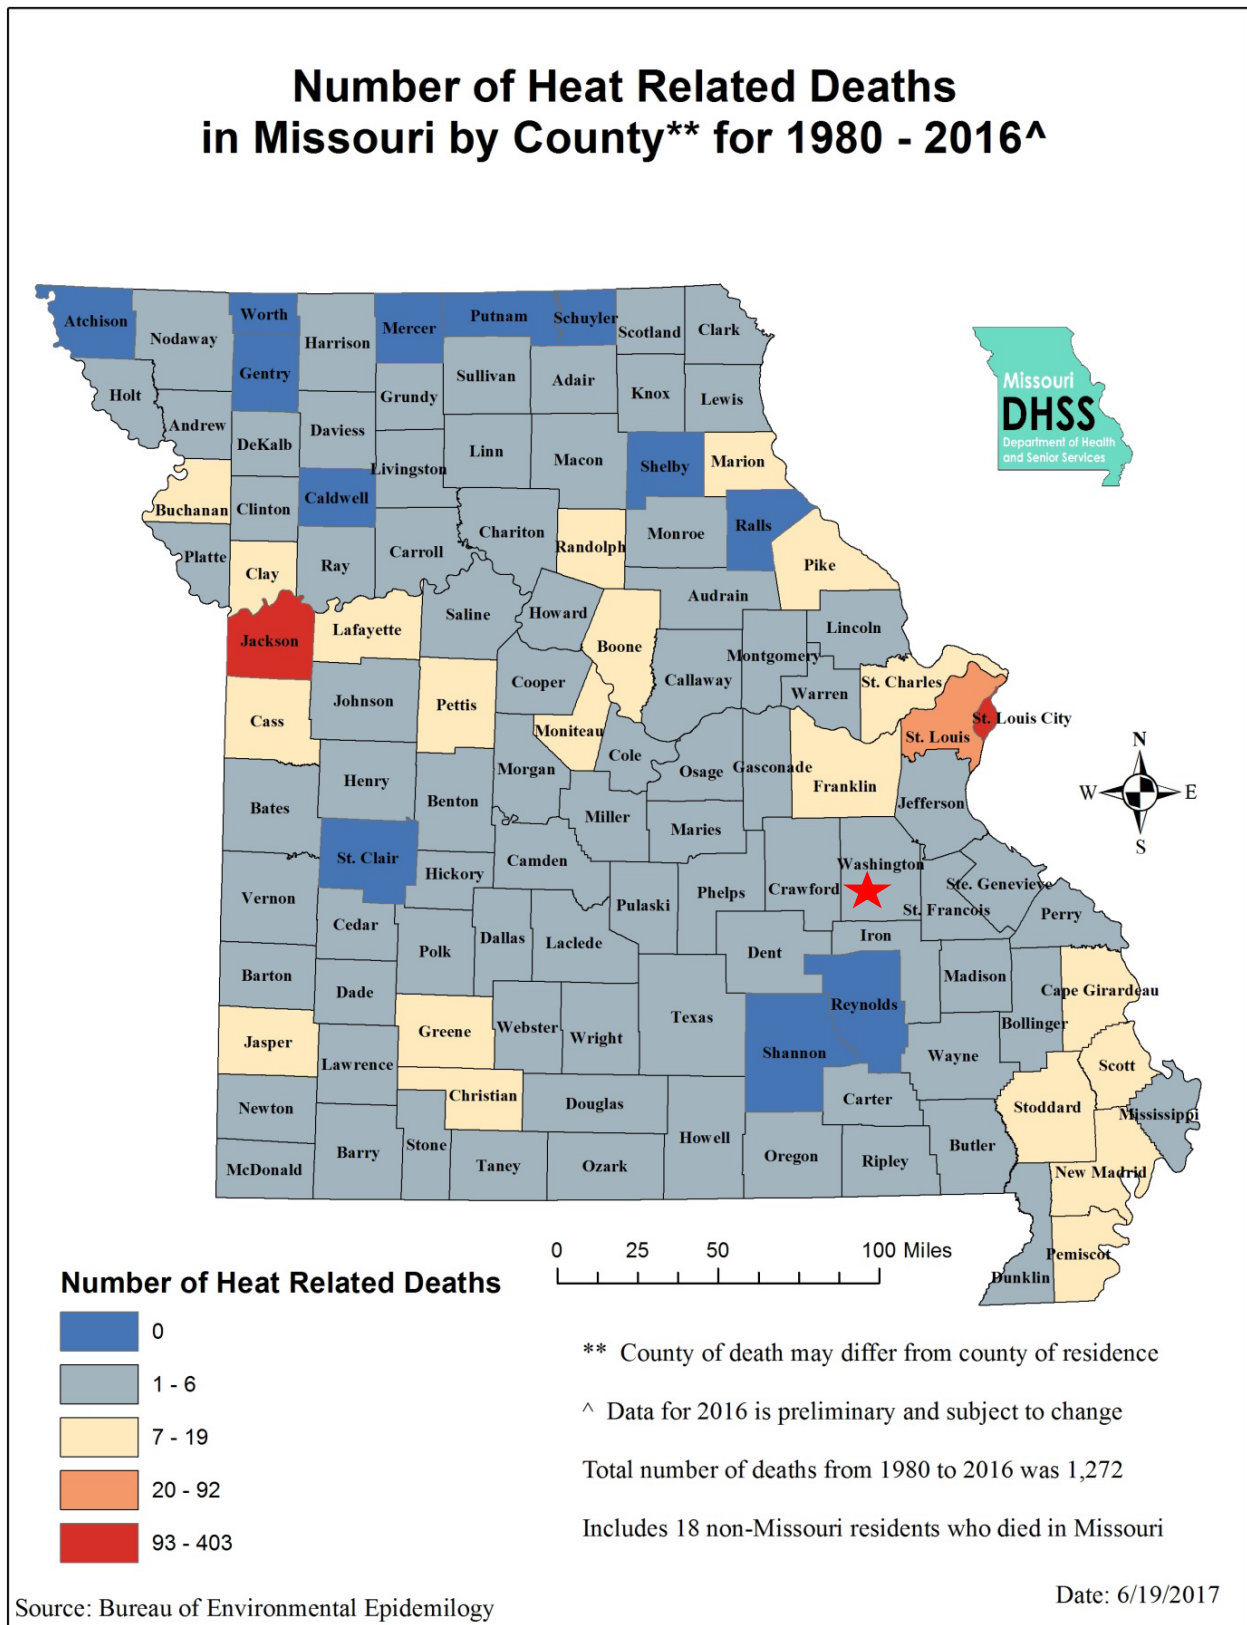 Number of Heat Related Deaths
in Missouri by County** for 1980 - 2016^
Atchison
Nodaway
Worth
Harrison
Mercer
Putnam
Schuyler
Scotland
Clark
Gentry
Holt
Andrew
DeKalb
Daviess
Grundy
Sullivan
Adair
Knox
Lewis
Missouri
DHSS
Department of Health
and Senior Services
Buchanan
Clinton
Caldwell
Livingston
Linn
Macon
Shelby
Marion
Platte
Clay
Ray
Carroll
Chariton
Randolph
Monroe
Ralls
Pike
Jackson
Lafayette
Saline
Howard
Boone
Audrain
Lincoln
Cass
Johnson
Pettis
Cooper
Moniteau
Callaway
Montgomery
Warren
St. Charles
St. Louis
St. Louis City
Bates
Henry
Benton
Morgan
Cole
Osage
Gasconade
Franklin
Jefferson
N
W
E
S
Miller
Maries
Vernon
St. Clair
Hickory
Camden
Pulaski
Phelps
Crawford
Washington
St. Francois
Ste. Genevieve
Perry
Cedar
Polk
Dallas
Laclede
Dent
Iron
Barton
Dade
Texas
Reynolds
Madison
Bollinger
Cape Girardeau
Jasper
Lawrence
Greene
Webster
Wright
Shannon
Wayne
Scott
Newton
Christian
Douglas
Carter
Stoddard
Mississippi
McDonald
Barry
Stone
Taney
Ozark
Howell
Oregon
Ripley
Butler
New Madrid
Dunklin
Pemiscot
0 25 50 100 Miles
Number of Heat Related Deaths
0
1 - 6
7 - 19
20 - 92
93 - 403
** County of death may differ from county of residence
^ Data for 2016 is preliminary and subject to change
Total number of deaths from 1980 to 2016 was 1,272
Includes 18 non-Missouri residents who died in Missouri
Source: Bureau of Environmental Epidemilogy
Date: 6/19/2017